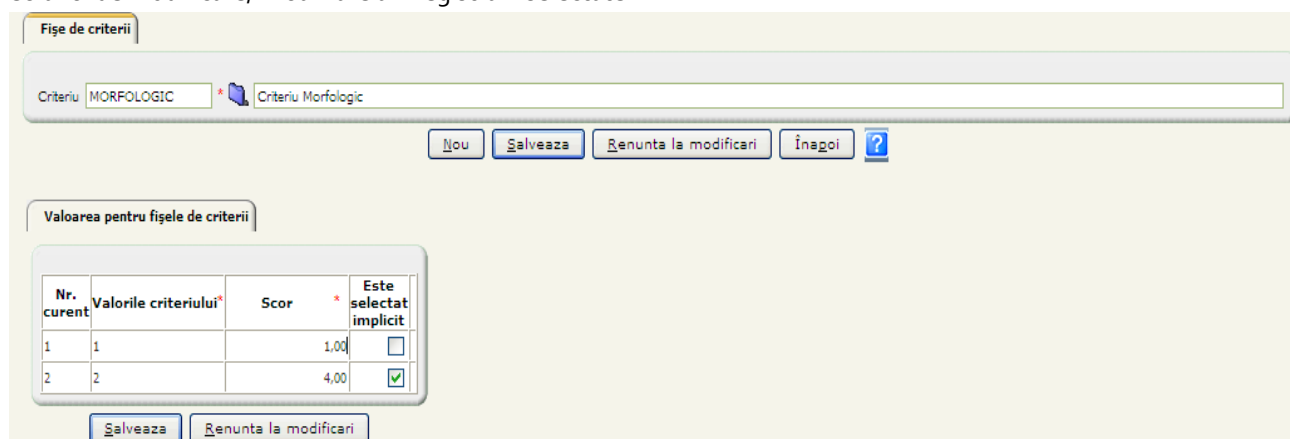 Fişe de criterii
Criteriu MORFOLOGIC * Criteriu Morfologic
Nou Salveaza Renunta la modificari Înapoi ?
Valoarea pentru fişele de criterii
Nr. curent Valorile criteriului* Scor * Este selectat implicit
1 1 1,00
2 2 4,00
Salveaza Renunta la modificari